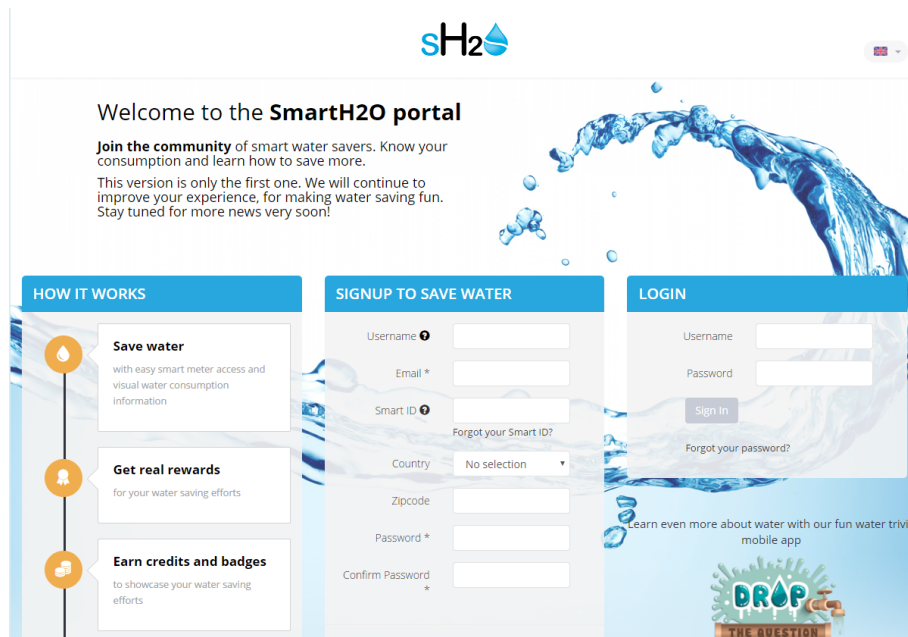 sH2O
Welcome to the SmartH2O portal
Join the community of smart water savers. Know your
consumption and learn how to save more.
This version is only the first one. We will continue to
improve your experience, for making water saving fun.
Stay tuned for more news very soon!
HOW IT WORKS
Save water
with easy smart meter access and
visual water consumption
information
Get real rewards
for your water saving efforts
Earn credits and badges
to showcase your water saving
efforts
SIGNUP TO SAVE WATER
Username
Email *
Smart ID
Forgot your Smart ID?
Country
No selection
Zipcode
Password *
Confirm Password
*
LOGIN
Username
Password
Sign In
Forgot your password?
Learn even more about water with our fun water trivi
mobile app
DROP
THE QUESTION